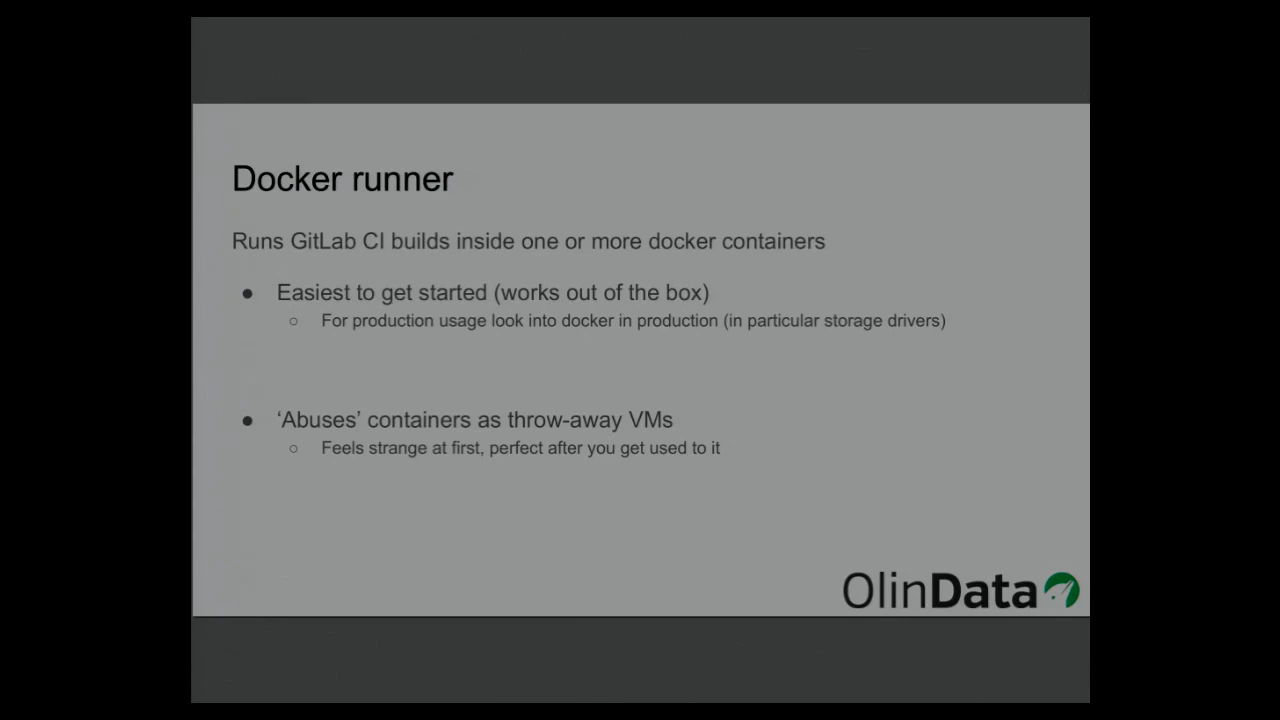 Docker runner
Runs GitLab CI builds inside one or more docker containers
● Easiest to get started (works out of the box)
○ For production usage look into docker in production (in particular storage drivers)
● ‘Abuses’ containers as throw-away VMs
○ Feels strange at first, perfect after you get used to it
OlinData